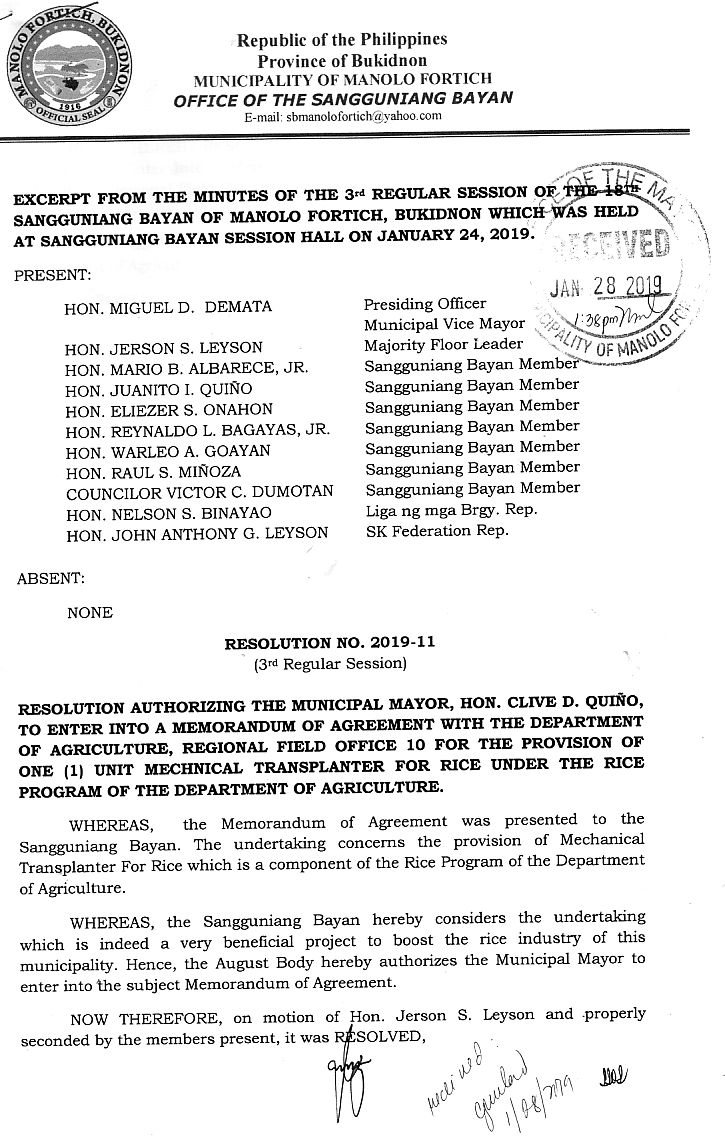 MANOLO FORTICH, BUKIDNON
1916
OFFICIAL SEAL
Republic of the Philippines
Province of Bukidnon
MUNICIPALITY OF MANOLO FORTICH
OFFICE OF THE SANGGUNIANG BAYAN
E-mail: sbmanolofortich@yahoo.com
EXCERPT FROM THE MINUTES OF THE 3rd REGULAR SESSION OF THE 18TH
SANGGUNIANG BAYAN OF MANOLO FORTICH, BUKIDNON WHICH WAS HELD
AT SANGGUNIANG BAYAN SESSION HALL ON JANUARY 24, 2019.
OF THE MA
RECEIVED
JAN 28 2019
1:38pm
CIPALITY OF MANOLO FO
PRESENT:
HON. MIGUEL D. DEMATA Presiding Officer
Municipal Vice Mayor
HON. JERSON S. LEYSON Majority Floor Leader
HON. MARIO B. ALBARECE, JR. Sangguniang Bayan Member
HON. JUANITO I. QUIÑO Sangguniang Bayan Member
HON. ELIEZER S. ONAHON Sangguniang Bayan Member
HON. REYNALDO L. BAGAYAS, JR. Sangguniang Bayan Member
HON. WARLEO A. GOAYAN Sangguniang Bayan Member
HON. RAUL S. MIÑOZA Sangguniang Bayan Member
COUNCILOR VICTOR C. DUMOTAN Sangguniang Bayan Member
HON. NELSON S. BINAYAO Liga ng mga Brgy. Rep.
HON. JOHN ANTHONY G. LEYSON SK Federation Rep.
ABSENT:
NONE
RESOLUTION NO. 2019-11
(3rd Regular Session)
RESOLUTION AUTHORIZING THE MUNICIPAL MAYOR, HON. CLIVE D. QUIÑO,
TO ENTER INTO A MEMORANDUM OF AGREEMENT WITH THE DEPARTMENT
OF AGRICULTURE, REGIONAL FIELD OFFICE 10 FOR THE PROVISION OF
ONE (1) UNIT MECHNICAL TRANSPLANTER FOR RICE UNDER THE RICE
PROGRAM OF THE DEPARTMENT OF AGRICULTURE.
WHEREAS, the Memorandum of Agreement was presented to the
Sangguniang Bayan. The undertaking concerns the provision of Mechanical
Transplanter For Rice which is a component of the Rice Program of the Department
of Agriculture.
WHEREAS, the Sangguniang Bayan hereby considers the undertaking
which is indeed a very beneficial project to boost the rice industry of this
municipality. Hence, the August Body hereby authorizes the Municipal Mayor to
enter into the subject Memorandum of Agreement.
NOW THEREFORE, on motion of Hon. Jerson S. Leyson and properly
seconded by the members present, it was RESOLVED,
received
1/28/2019